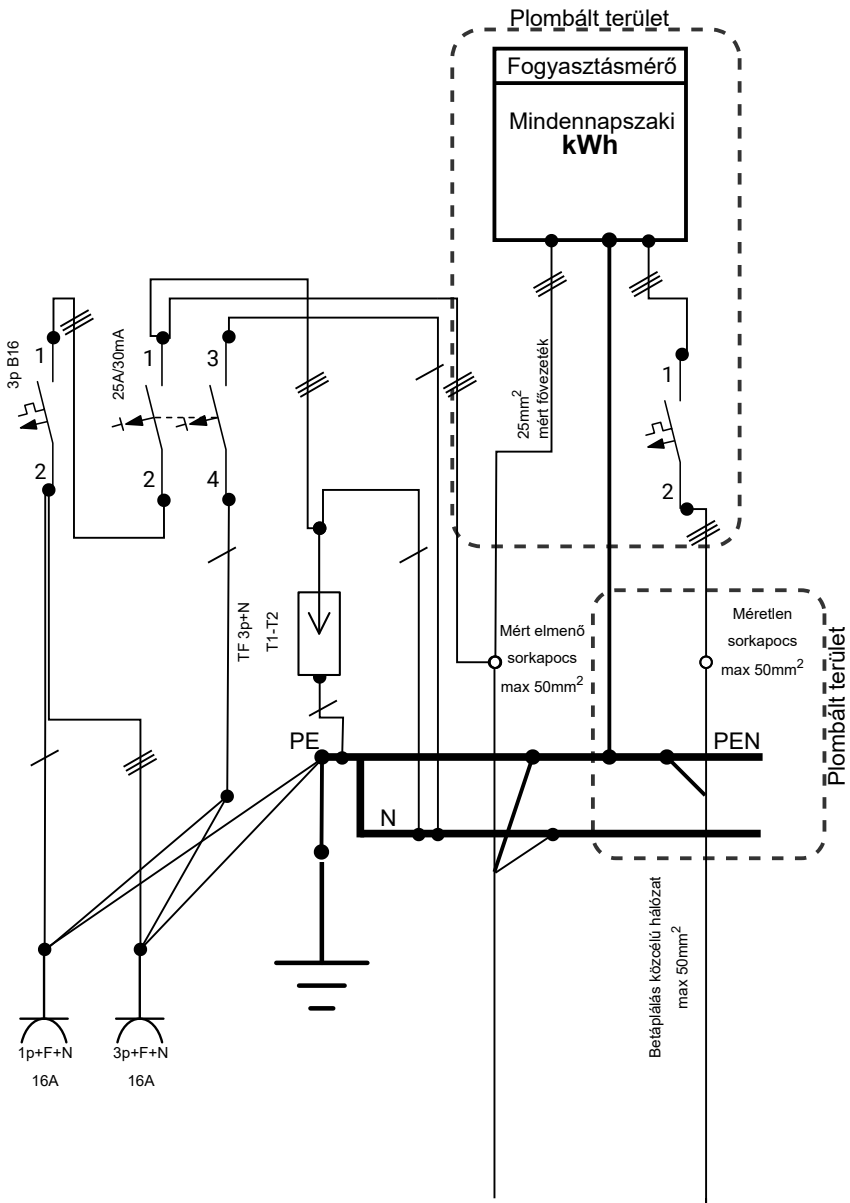 Plombált terület
Fogyasztásmérő
Mindennapszaki
kWh
3p B16
1
2
25A/30mA
1
3
2
4
25mm²
mért fővezeték
1
2
TF 3p+N
T1-T2
Mért elmenő
sorkapocs
max 50mm²
Méretlen
sorkapocs
max 50mm²
Plombált terület
PE
PEN
N
Betáplálás közcélú hálózat
max 50mm²
1p+F+N
16A
3p+F+N
16A